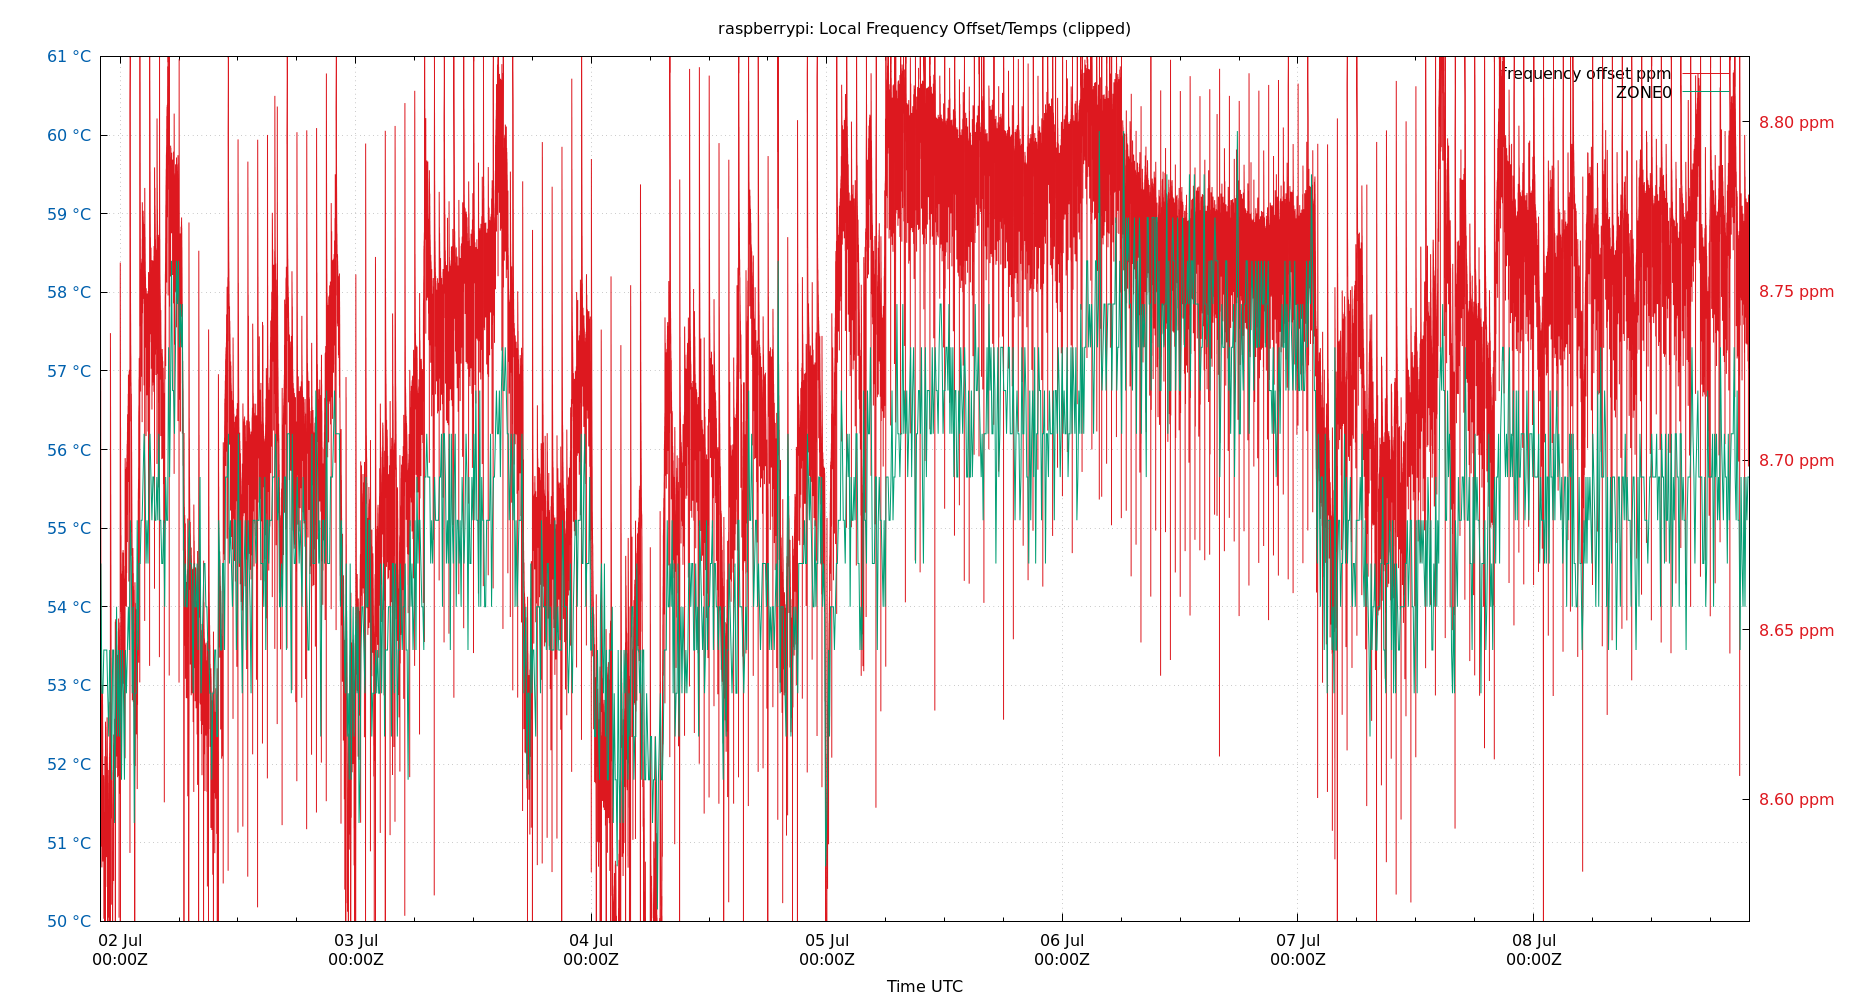 raspberrypi: Local Frequency Offset/Temps (clipped)
61 °C
60 °C
59 °C
58 °C
57 °C
56 °C
55 °C
54 °C
53 °C
52 °C
51 °C
50 °C
frequency offset ppm
ZONE0
8.80 ppm
8.75 ppm
8.70 ppm
8.65 ppm
8.60 ppm
02 Jul
00:00Z
03 Jul
00:00Z
04 Jul
00:00Z
05 Jul
00:00Z
06 Jul
00:00Z
07 Jul
00:00Z
08 Jul
00:00Z
Time UTC